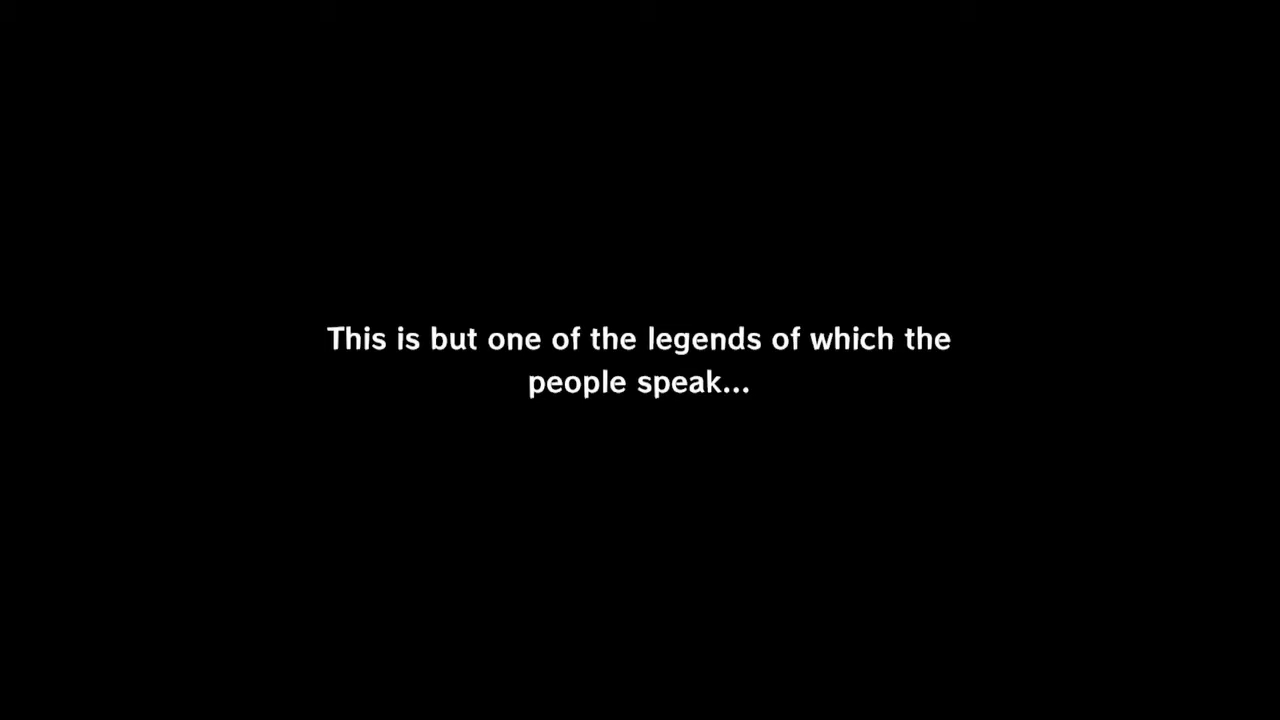 This is but one of the legends of which the
people speak...